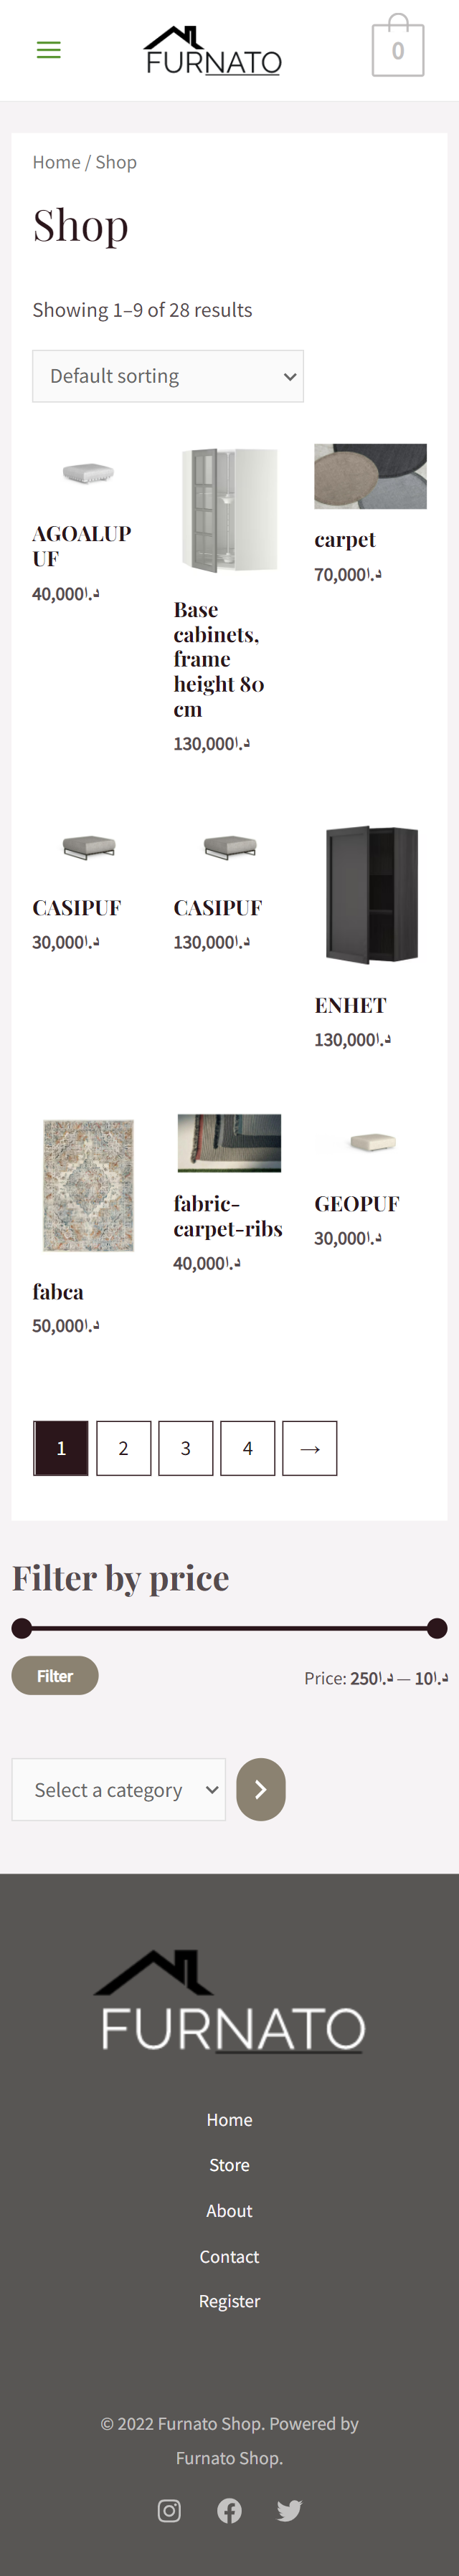 FURNATO
0
Home / Shop
Shop
Showing 1–9 of 28 results
Default sorting
AGOALUP
UF
40,000د.ا
Base
cabinets,
frame
height 80
cm
130,000د.ا
carpet
70,000د.ا
CASIPUF
30,000د.ا
CASIPUF
130,000د.ا
ENHET
130,000د.ا
fabca
50,000د.ا
fabric-
carpet-ribs
40,000د.ا
GEOPUF
30,000د.ا
1
2
3
4
→
Filter by price
Filter
Price: 250د.ا — 10د.ا
Select a category
FURNATO
Home
Store
About
Contact
Register
© 2022 Furnato Shop. Powered by
Furnato Shop.